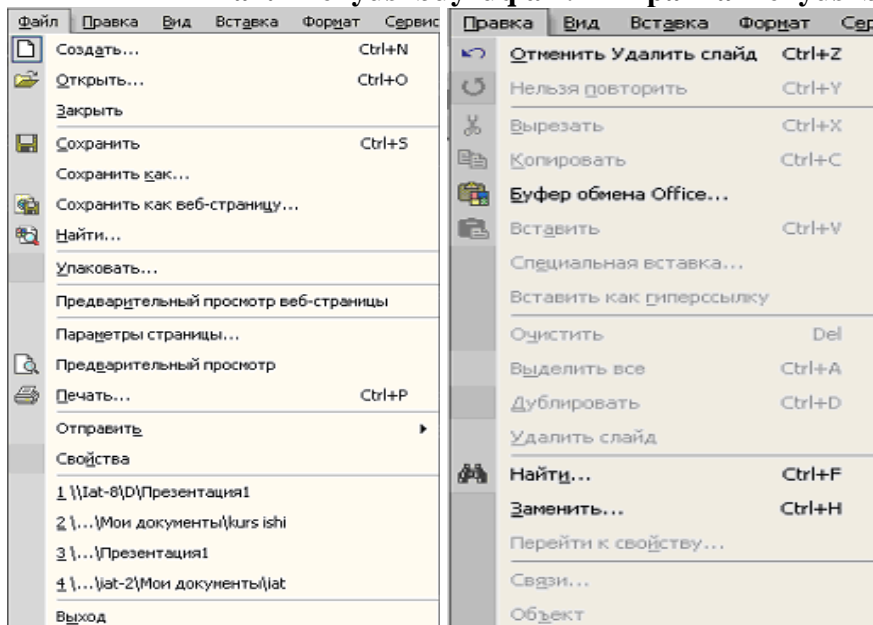 Файл Правка Вид Вставка Формат Сервис
Создать... Ctrl+N
Открыть... Ctrl+O
Закрыть
Сохранить Ctrl+S
Сохранить как...
Сохранить как веб-страницу...
Найти...
Упаковать...
Предварительный просмотр веб-страницы
Параметры страницы...
Предварительный просмотр
Печать... Ctrl+P
Отправить
Свойства
1 \\Iat-8\D\Презентация1
2 \...\Мои документы\kurs ishi
3 \...\Презентация1
4 \...\iat-2\Мои документы\iat
Выход
Правка Вид Вставка Формат
Отменить Удалить слайд Ctrl+Z
Нельзя повторить Ctrl+Y
Вырезать Ctrl+X
Копировать Ctrl+C
Буфер обмена Office...
Вставить Ctrl+V
Специальная вставка...
Вставить как гиперссылку
Очистить Del
Выделить все Ctrl+A
Дублировать Ctrl+D
Удалить слайд
Найти... Ctrl+F
Заменить... Ctrl+H
Перейти к свойству...
Связи...
Объект